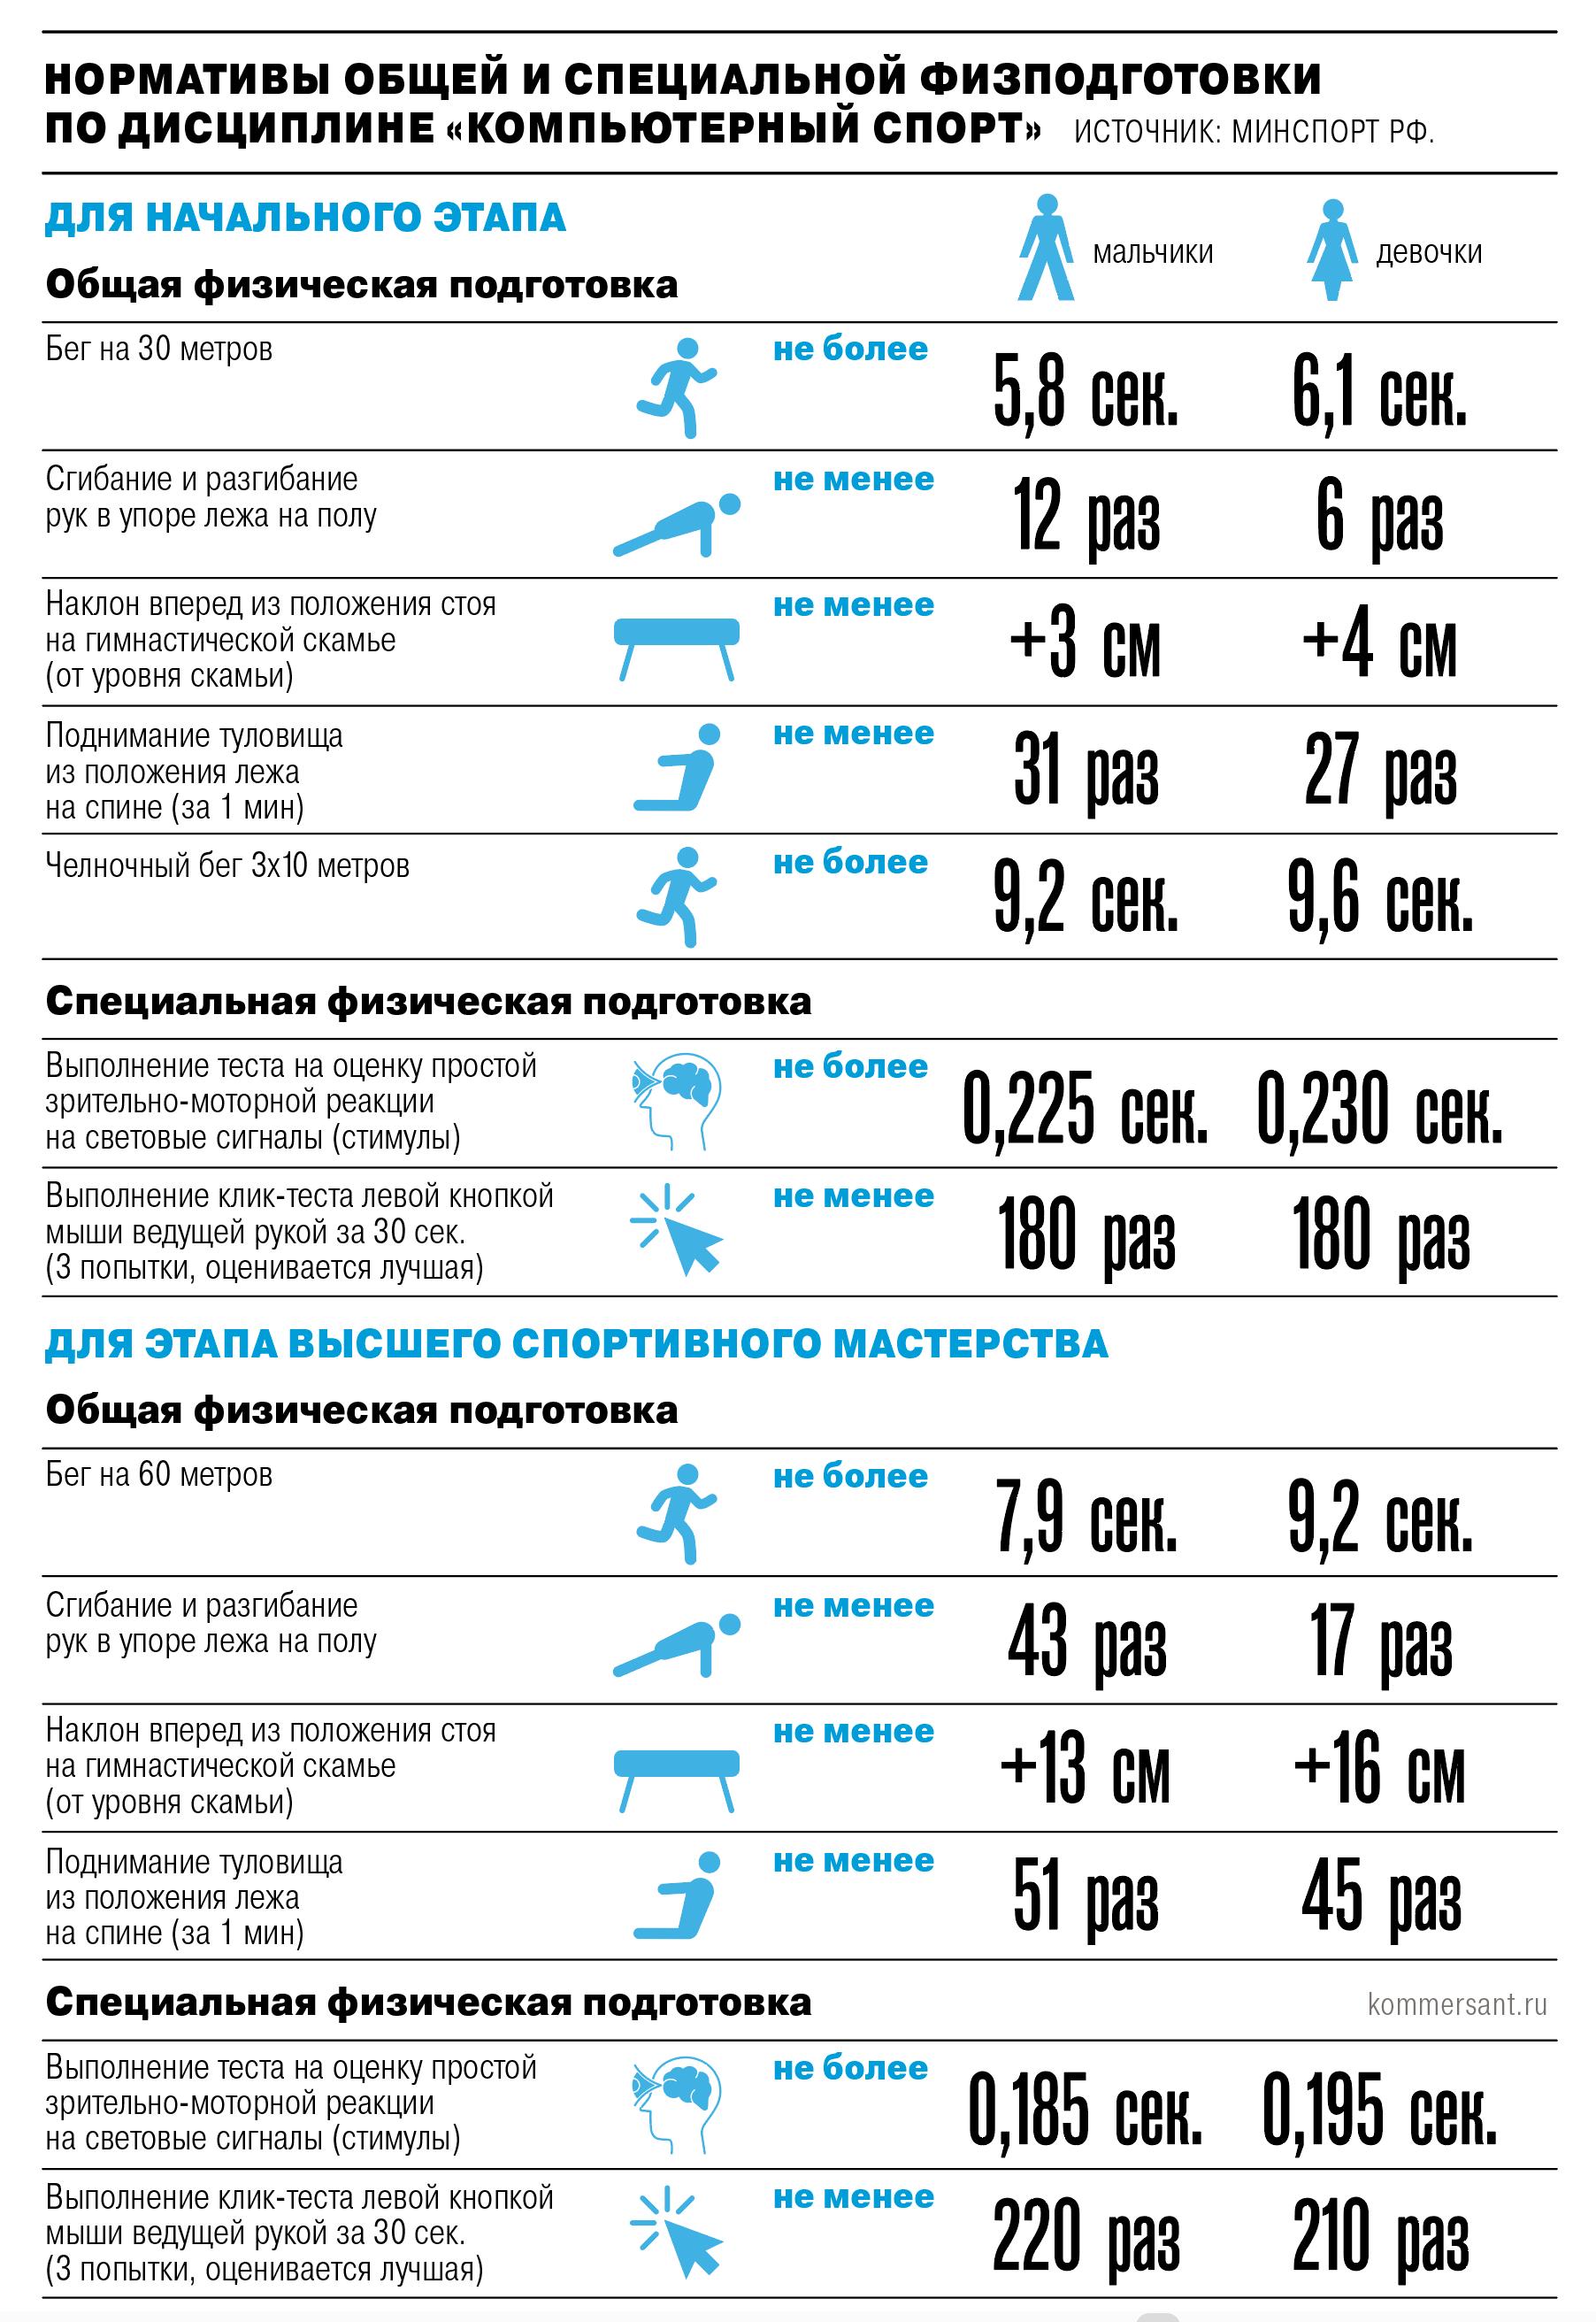 НОРМАТИВЫ ОБЩЕЙ И СПЕЦИАЛЬНОЙ ФИЗПОДГОТОВКИ
ПО ДИСЦИПЛИНЕ «КОМПЬЮТЕРНЫЙ СПОРТ» ИСТОЧНИК: МИНСПОРТ РФ.
ДЛЯ НАЧАЛЬНОГО ЭТАПА
мальчики девочки
Общая физическая подготовка
Бег на 30 метров не более 5,8 сек. 6,1 сек.
Сгибание и разгибание
рук в упоре лежа на полу
не менее 12 раз 6 раз
Наклон вперед из положения стоя
на гимнастической скамье
(от уровня скамьи)
не менее +3 см +4 см
Поднимание туловища
из положения лежа
на спине (за 1 мин)
не менее 31 раз 27 раз
Челночный бег 3х10 метров не более 9,2 сек. 9,6 сек.
Специальная физическая подготовка
Выполнение теста на оценку простой
зрительно-моторной реакции
на световые сигналы (стимулы)
не более 0,225 сек. 0,230 сек.
Выполнение клик-теста левой кнопкой
мыши ведущей рукой за 30 сек.
(3 попытки, оценивается лучшая)
не менее 180 раз 180 раз
ДЛЯ ЭТАПА ВЫСШЕГО СПОРТИВНОГО МАСТЕРСТВА
Общая физическая подготовка
Бег на 60 метров не более 7,9 сек. 9,2 сек.
Сгибание и разгибание
рук в упоре лежа на полу
не менее 43 раз 17 раз
Наклон вперед из положения стоя
на гимнастической скамье
(от уровня скамьи)
не менее +13 см +16 см
Поднимание туловища
из положения лежа
на спине (за 1 мин)
не менее 51 раз 45 раз
Специальная физическая подготовка
kommersant.ru
Выполнение теста на оценку простой
зрительно-моторной реакции
на световые сигналы (стимулы)
не более 0,185 сек. 0,195 сек.
Выполнение клик-теста левой кнопкой
мыши ведущей рукой за 30 сек.
(3 попытки, оценивается лучшая)
не менее 220 раз 210 раз